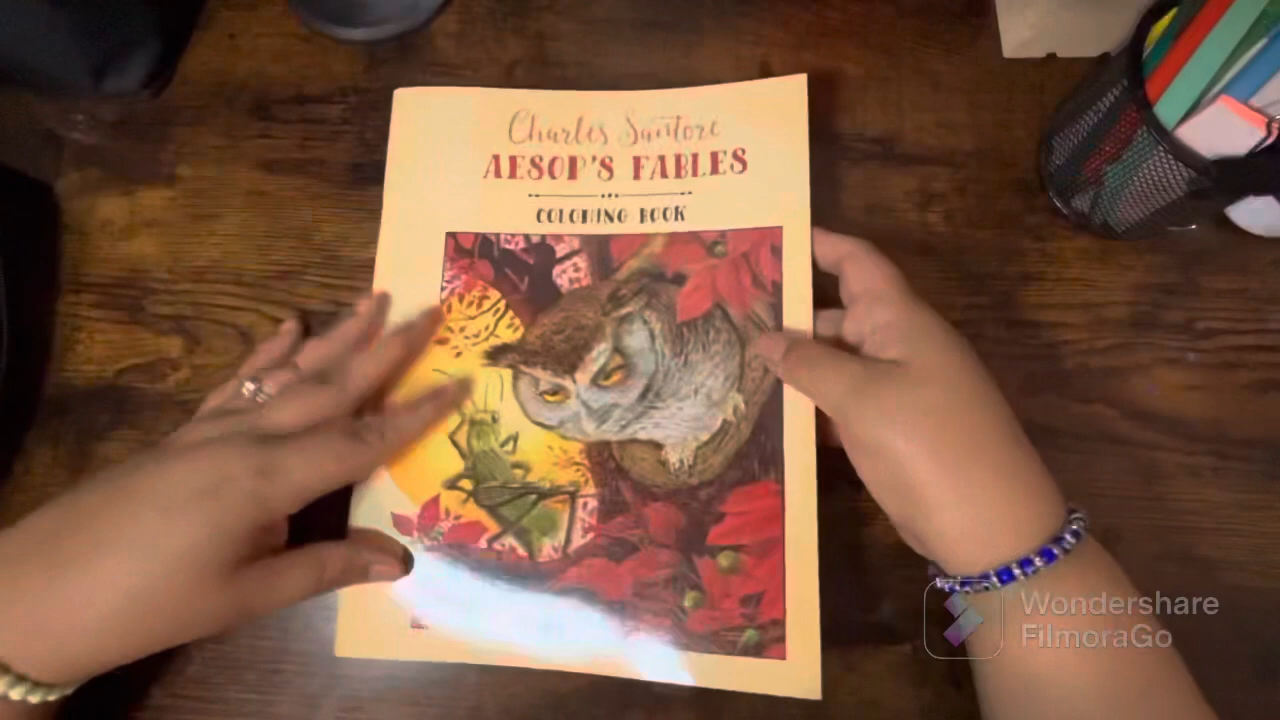 Charles Santore
AESOP'S FABLES
COLORING BOOK
Wondershare
FilmoraGo